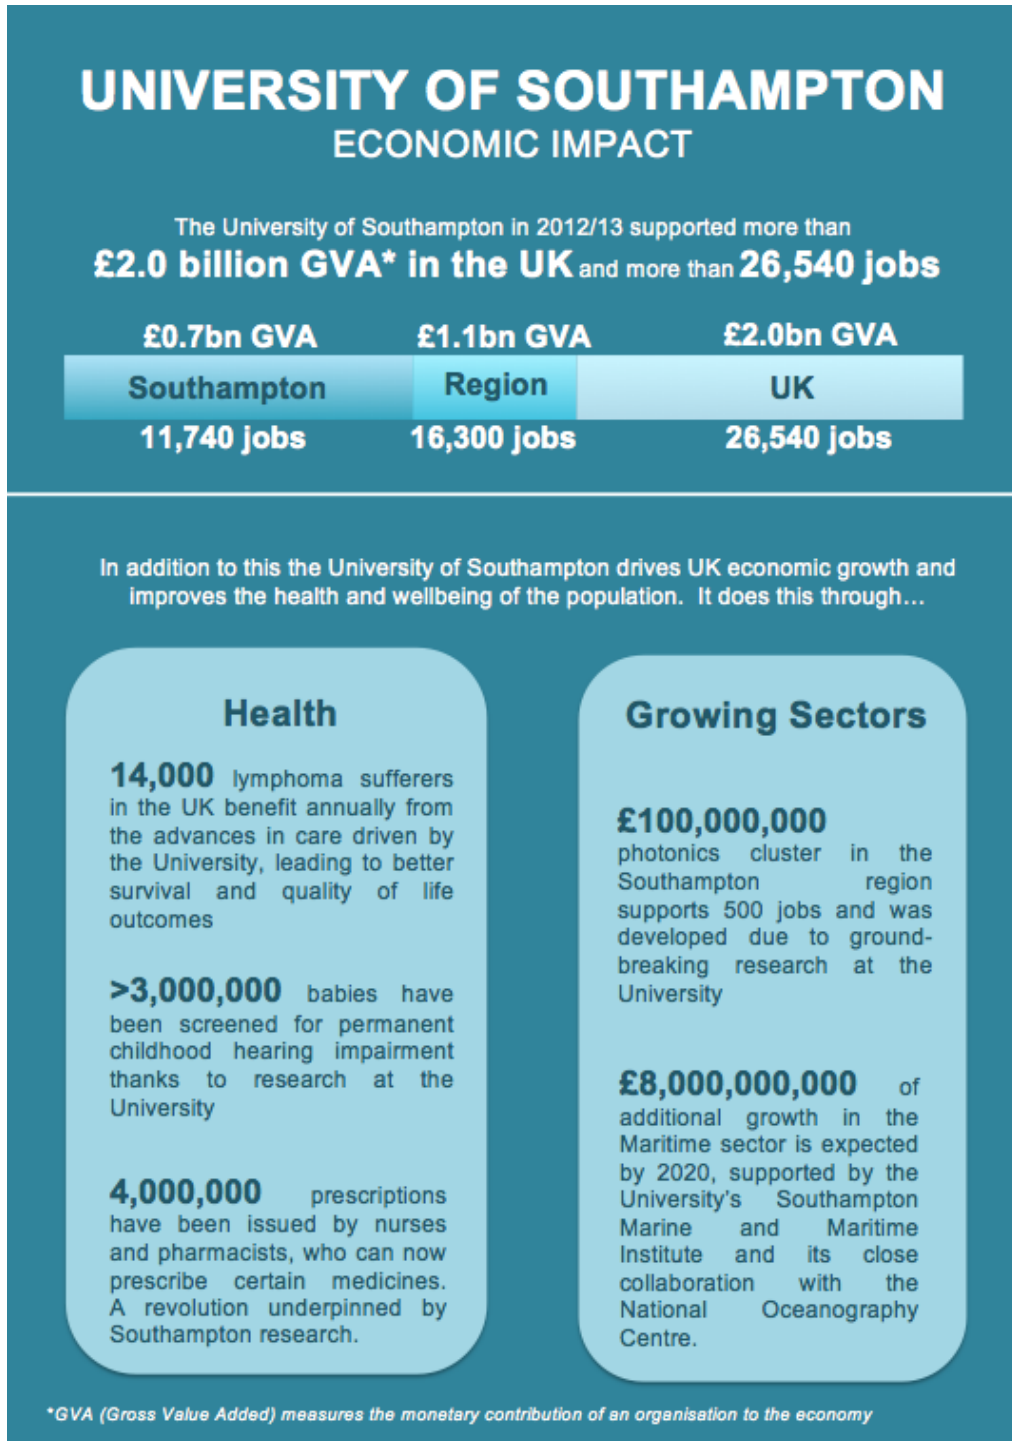 UNIVERSITY OF SOUTHAMPTON
ECONOMIC IMPACT
The University of Southampton in 2012/13 supported more than
£2.0 billion GVA* in the UK and more than 26,540 jobs
£0.7bn GVA £1.1bn GVA £2.0bn GVA
Southampton Region UK
11,740 jobs 16,300 jobs 26,540 jobs
In addition to this the University of Southampton drives UK economic growth and
improves the health and wellbeing of the population. It does this through...
Health
14,000 lymphoma sufferers
in the UK benefit annually from
the advances in care driven by
the University, leading to better
survival and quality of life
outcomes
>3,000,000 babies have
been screened for permanent
childhood hearing impairment
thanks to research at the
University
4,000,000 prescriptions
have been issued by nurses
and pharmacists, who can now
prescribe certain medicines.
A revolution underpinned by
Southampton research.
Growing Sectors
£100,000,000
photonics cluster in the
Southampton region
supports 500 jobs and was
developed due to ground-
breaking research at the
University
£8,000,000,000 of
additional growth in the
Maritime sector is expected
by 2020, supported by the
University's Southampton
Marine and Maritime
Institute and its close
collaboration with the
National Oceanography
Centre.
*GVA (Gross Value Added) measures the monetary contribution of an organisation to the economy